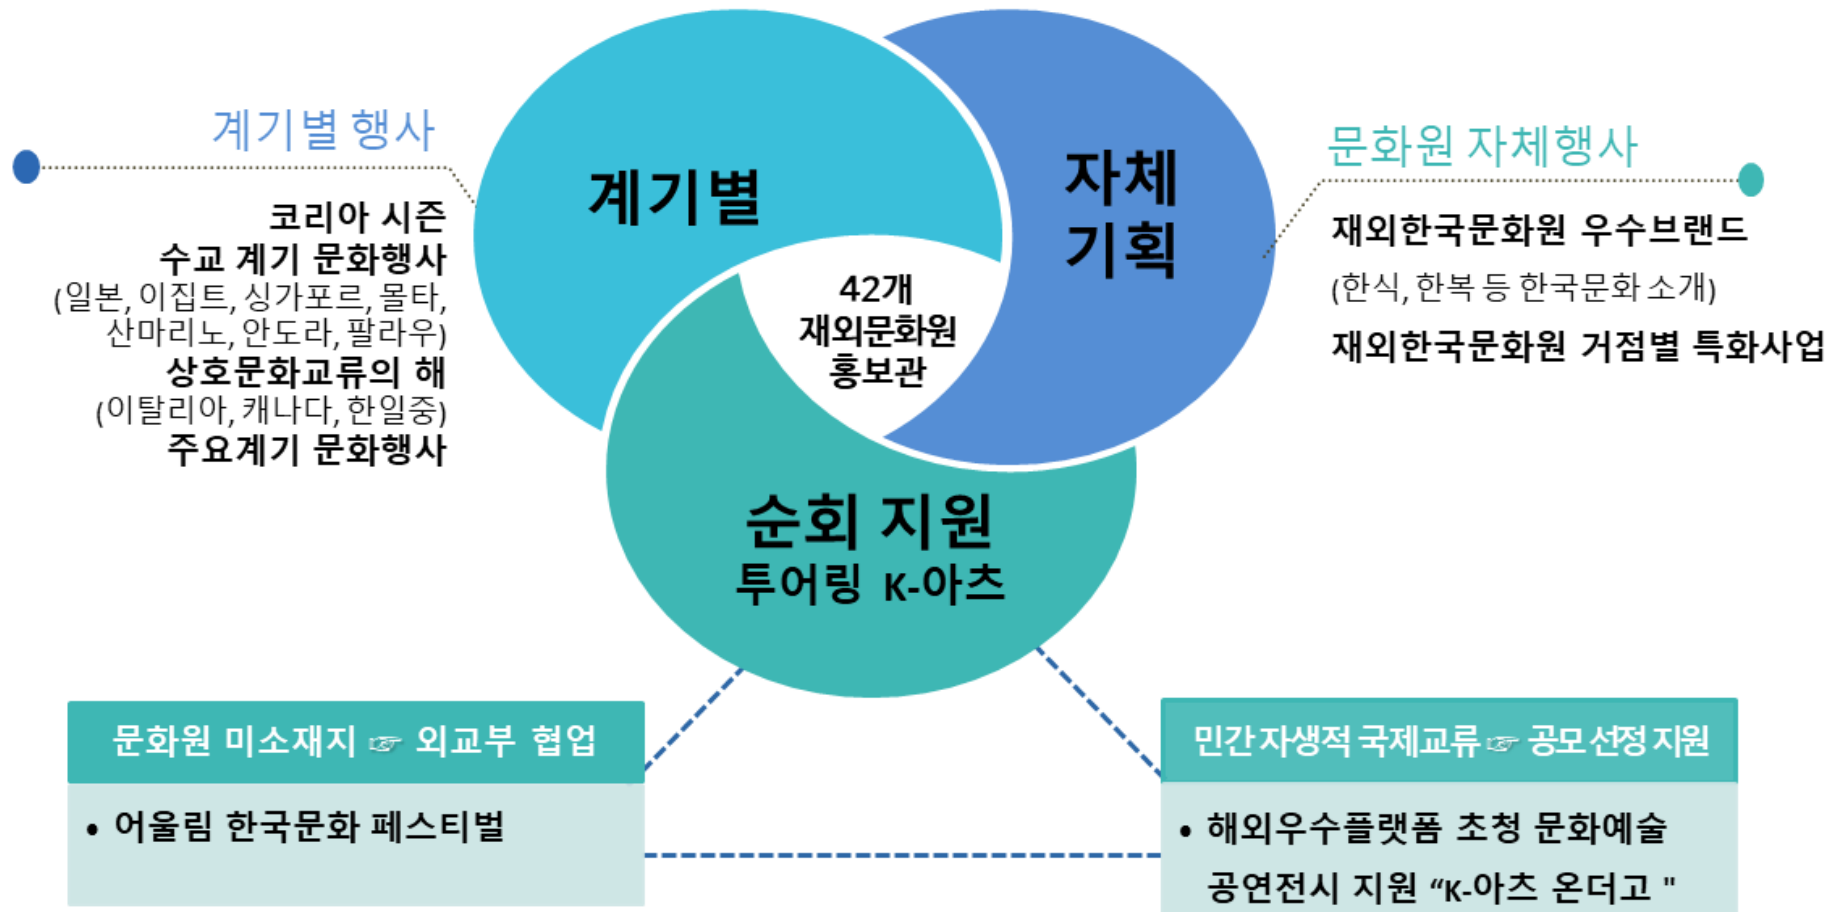 계기별 행사
코리아 시즌
수교 계기 문화행사
(일본, 이집트, 싱가포르, 몰타,
산마리노, 안도라, 팔라우)
상호문화교류의 해
(이탈리아, 캐나다, 한일중)
주요계기 문화행사
계기별
자체
기획
42개
재외문화원
홍보관
순회 지원
투어링 K-아츠
문화원 자체행사
재외한국문화원 우수브랜드
(한식, 한복 등 한국문화 소개)
재외한국문화원 거점별 특화사업
문화원 미소재지 ☞ 외교부 협업
• 어울림 한국문화 페스티벌
민간 자생적 국제교류 ☞ 공모 선정 지원
• 해외우수플랫폼 초청 문화예술
공연전시 지원 “K-아츠 온더고 "